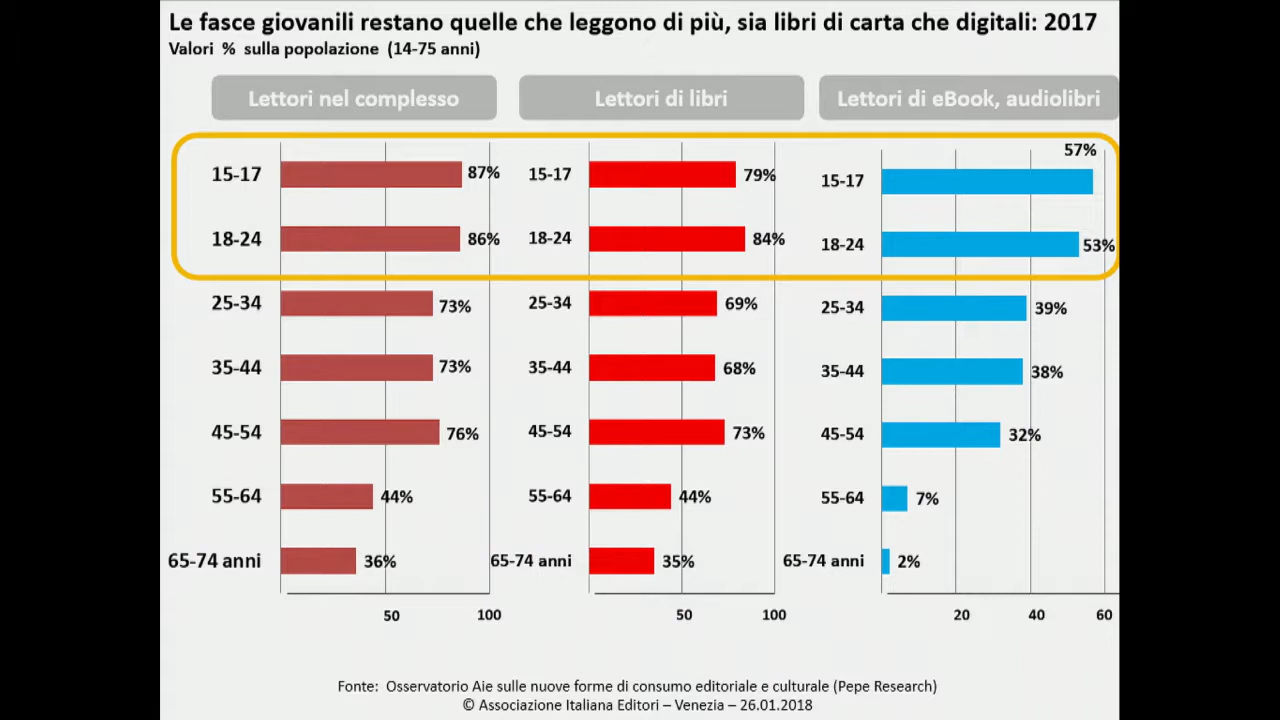 Le fasce giovanili restano quelle che leggono di più, sia libri di carta che digitali: 2017
Valori % sulla popolazione (14-75 anni)
Lettori nel complesso
Lettori di libri
Lettori di eBook, audiolibri
15-17 87% 15-17 79% 15-17 57%
18-24 86% 18-24 84% 18-24 53%
25-34 73% 25-34 69% 25-34 39%
35-44 73% 35-44 68% 35-44 38%
45-54 76% 45-54 73% 45-54 32%
55-64 44% 55-64 44% 55-64 7%
65-74 anni 36% 65-74 anni 35% 65-74 anni 2%
50 100 50 100 20 40 60
Fonte: Osservatorio Aie sulle nuove forme di consumo editoriale e culturale (Pepe Research)
© Associazione Italiana Editori – Venezia – 26.01.2018